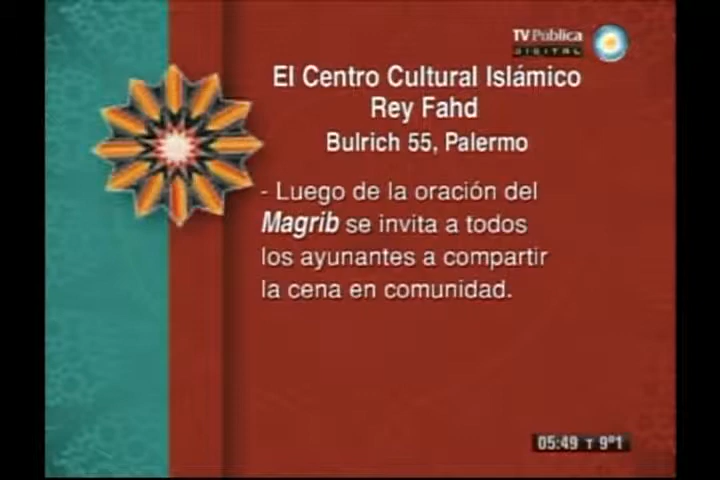 TV Pública
DIGITAL
El Centro Cultural Islámico
Rey Fahd
Bulrich 55, Palermo
- Luego de la oración del
Magrib se invita a todos
los ayunantes a compartir
la cena en comunidad.
05:49 T 9º1